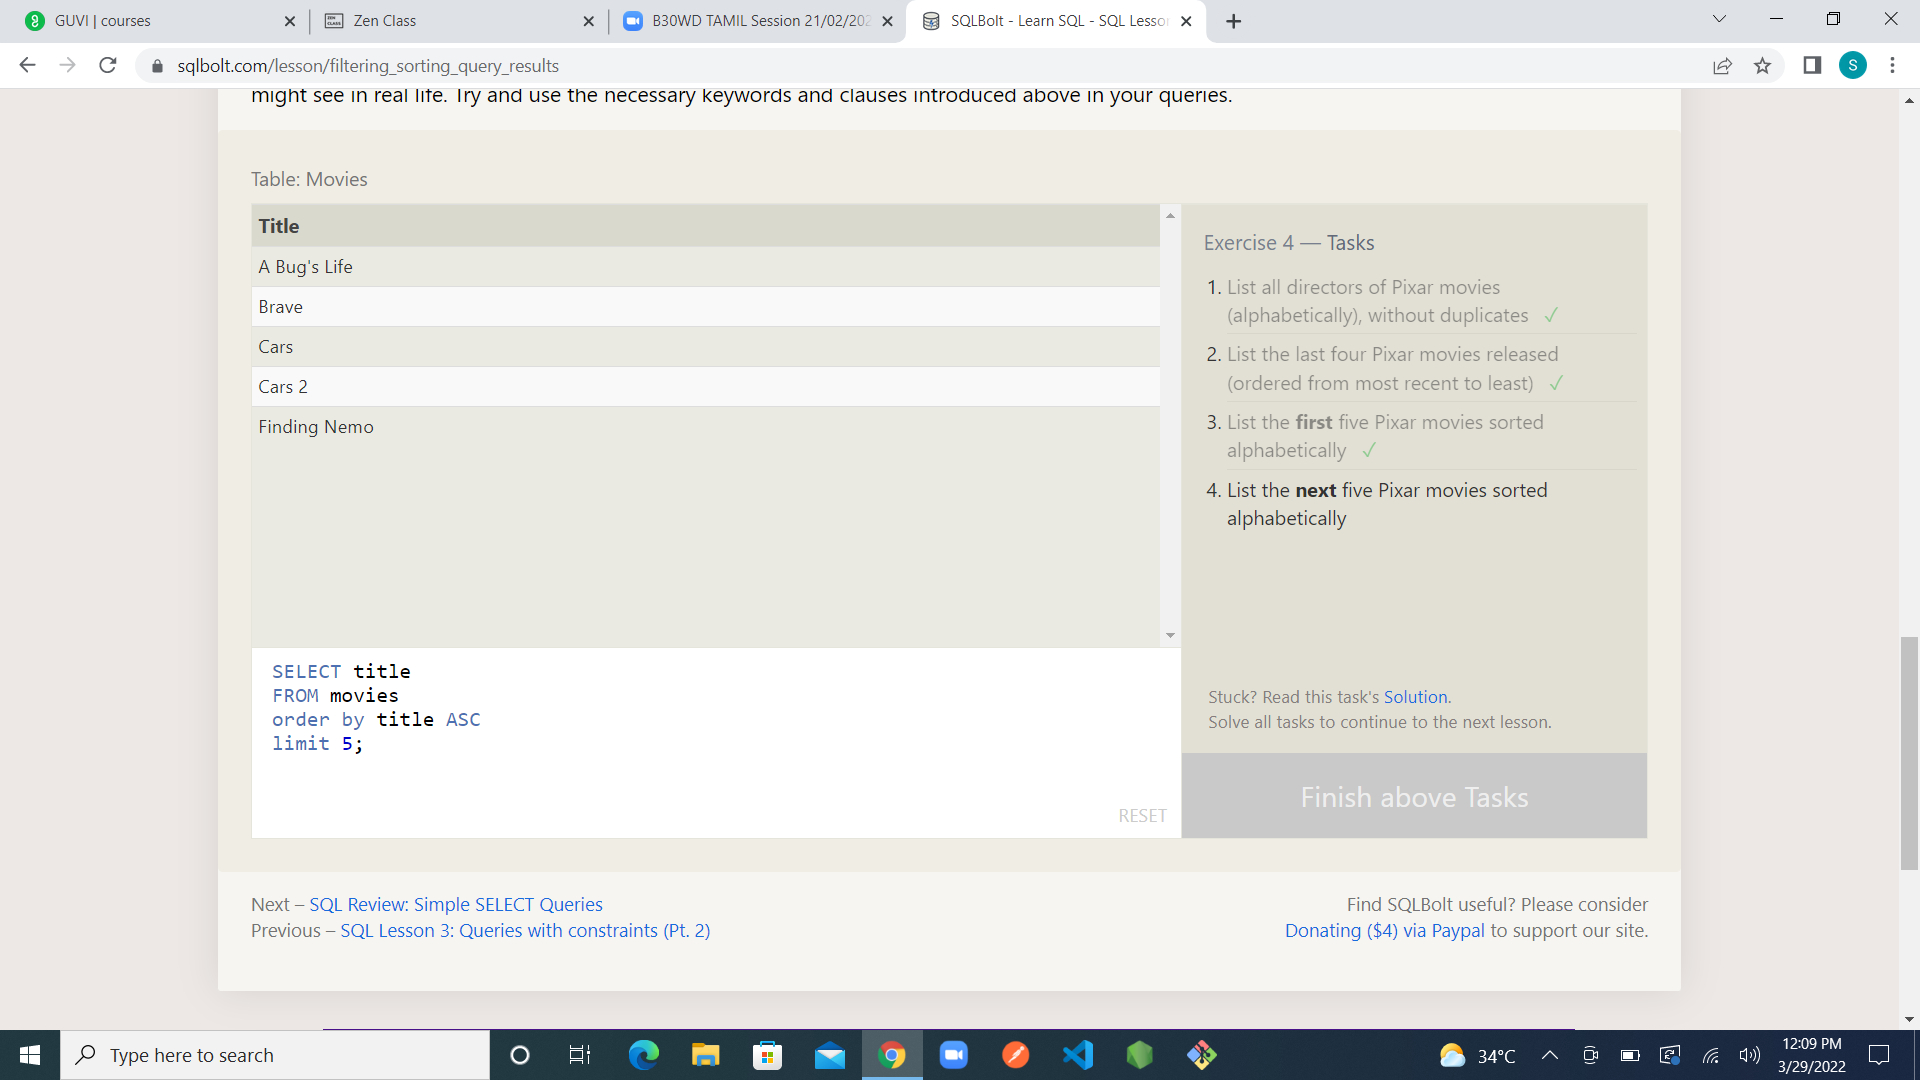 GUVI | courses
Zen Class
B30WD TAMIL Session 21/02/202
SQLBolt - Learn SQL - SQL Lesson
sqlbolt.com/lesson/filtering_sorting_query_results
S
might see in real life. Try and use the necessary keywords and clauses introduced above in your queries.
Table: Movies
Title
A Bug's Life
Brave
Cars
Cars 2
Finding Nemo
SELECT title
FROM movies
order by title ASC
limit 5;
RESET
Exercise 4 — Tasks
1. List all directors of Pixar movies
(alphabetically), without duplicates ✓
2. List the last four Pixar movies released
(ordered from most recent to least) ✓
3. List the first five Pixar movies sorted
alphabetically ✓
4. List the next five Pixar movies sorted
alphabetically
Stuck? Read this task's Solution.
Solve all tasks to continue to the next lesson.
Finish above Tasks
Next – SQL Review: Simple SELECT Queries
Previous – SQL Lesson 3: Queries with constraints (Pt. 2)
Find SQLBolt useful? Please consider
Donating ($4) via Paypal to support our site.
Type here to search
34°C
12:09 PM
3/29/2022